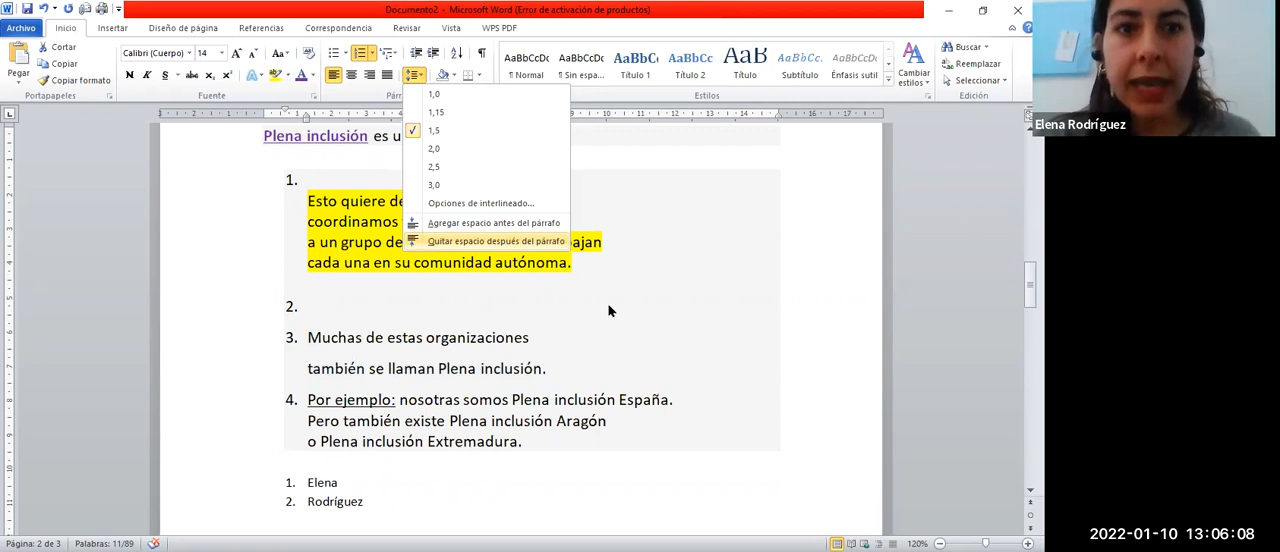 Documento2 - Microsoft Word (Error de activación de productos)
Archivo Inicio Insertar Diseño de página Referencias Correspondencia Revisar Vista WPS PDF
Cortar
Copiar
Copiar formato
Pegar
Portapapeles
Calibri (Cuerpo) 14
Fuente
Párr
AaBbCcDc AaBbCcDc AaBbC AaBbCc AaB AaBbCc. AaBbCcDc
¶ Normal ¶ Sin espa... Título 1 Título 2 Título Subtítulo Énfasis sutil
Cambiar estilos
Estilos
Buscar
Reemplazar
Seleccionar
Edición
Elena Rodríguez
1,0
1,15
1,5
2,0
2,5
3,0
Opciones de interlineado...
Agregar espacio antes del párrafo
Quitar espacio después del párrafo
Plena inclusión es u
1.
Esto quiere de
coordinamos
a un grupo de bajan
cada una en su comunidad autónoma.
2.
3. Muchas de estas organizaciones
también se llaman Plena inclusión.
4. Por ejemplo: nosotras somos Plena inclusión España.
Pero también existe Plena inclusión Aragón
o Plena inclusión Extremadura.
1. Elena
2. Rodríguez
Página: 2 de 3 Palabras: 11/89
120%
2022-01-10 13:06:08